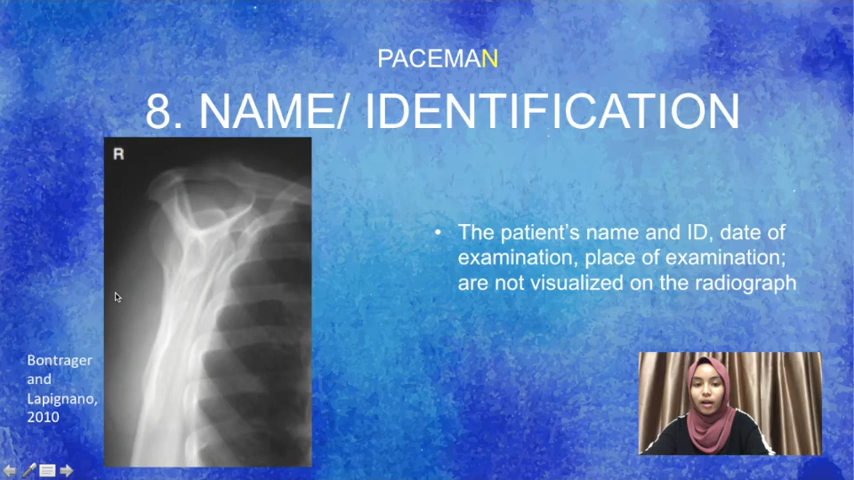 PACEMAN
8. NAME/ IDENTIFICATION
R
• The patient's name and ID, date of
examination, place of examination;
are not visualized on the radiograph
Bontrager
and
Lapignano,
2010